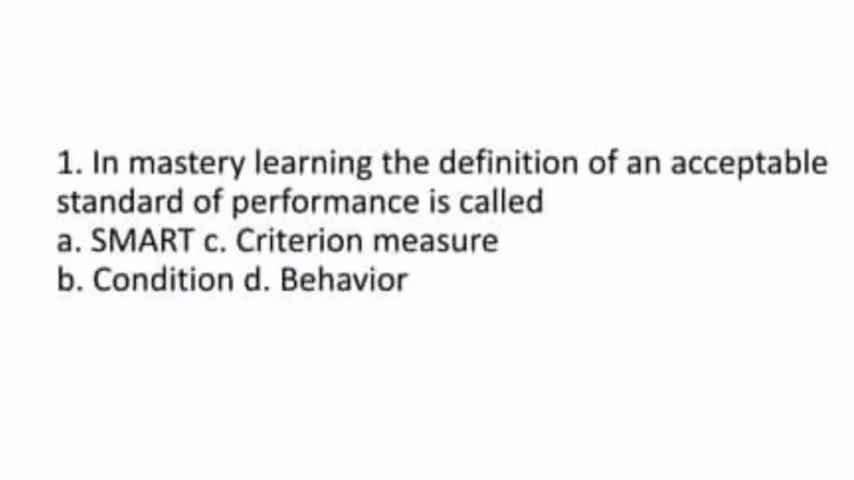 1. In mastery learning the definition of an acceptable
standard of performance is called
a. SMART c. Criterion measure
b. Condition d. Behavior